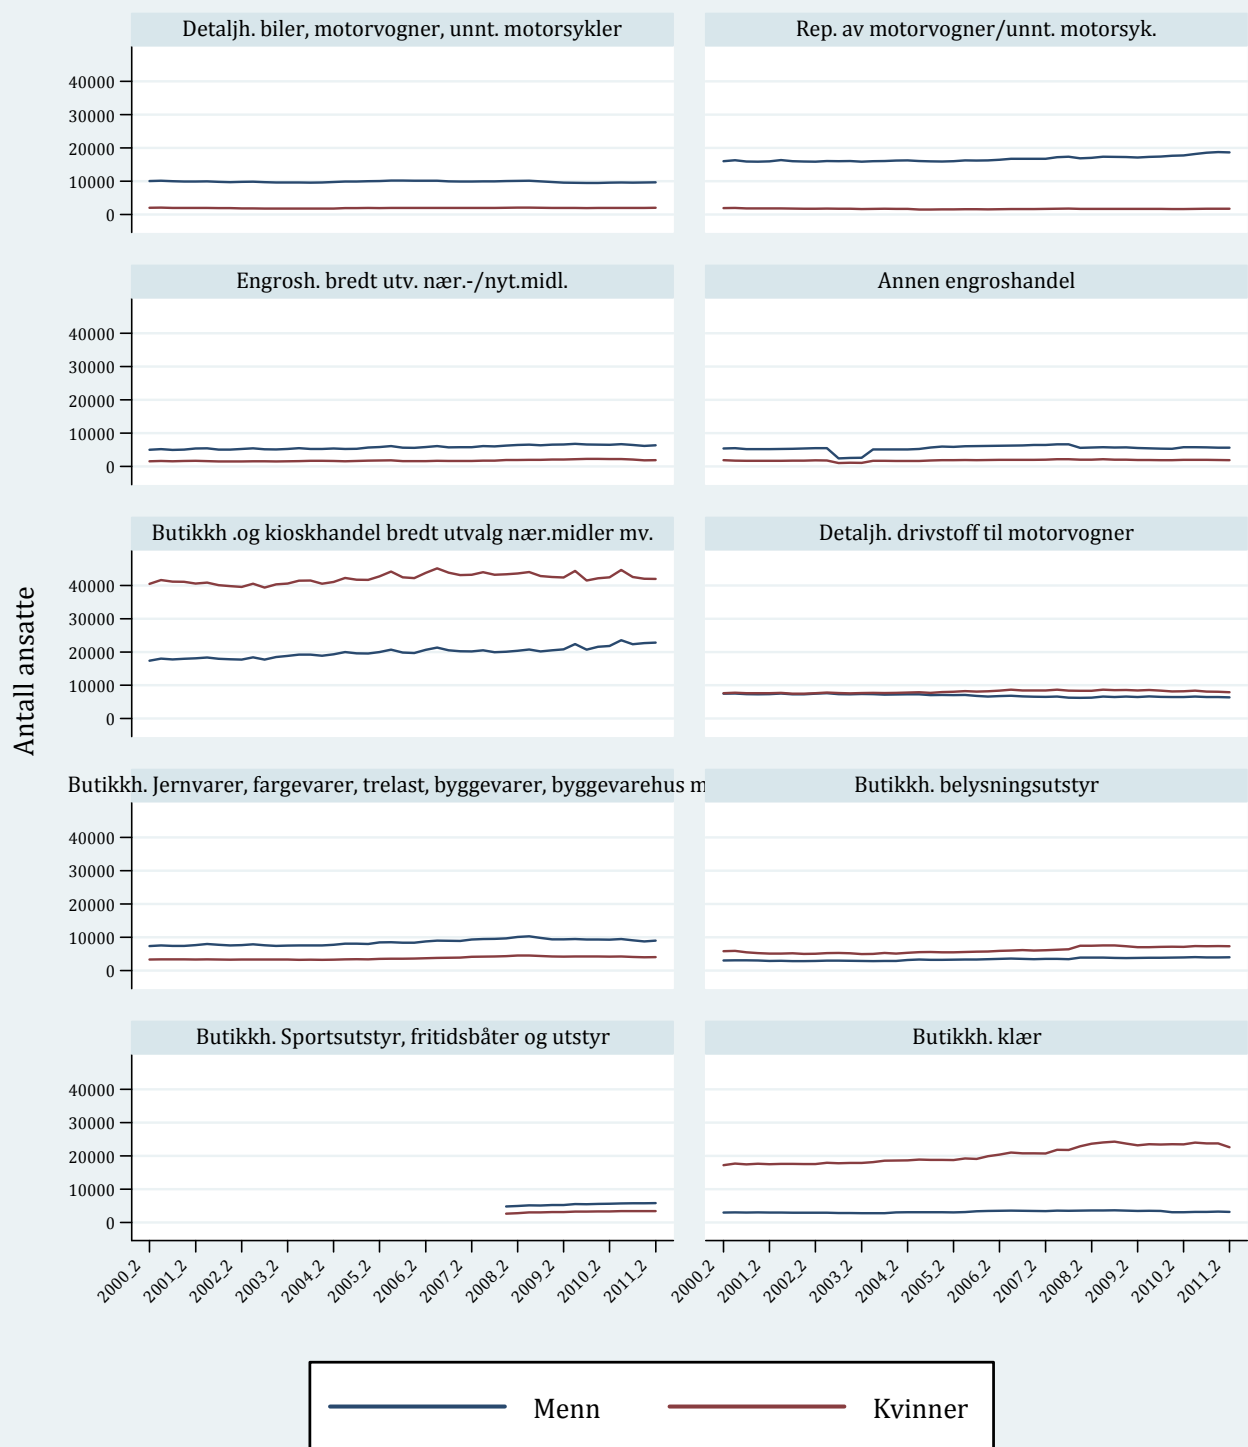 Detaljh. biler, motorvogner, unnt. motorsykler
Rep. av motorvogner/unnt. motorsyk.
40000
30000
20000
10000
0
Engrosh. bredt utv. nær.-/nyt.midl.
Annen engroshandel
40000
30000
20000
10000
0
Butikkh .og kioskhandel bredt utvalg nær.midler mv.
Detaljh. drivstoff til motorvogner
40000
30000
20000
10000
0
Antall ansatte
Butikkh. Jernvarer, fargevarer, trelast, byggevarer, byggevarehus m
Butikkh. belysningsutstyr
40000
30000
20000
10000
0
Butikkh. Sportsutstyr, fritidsbåter og utstyr
Butikkh. klær
40000
30000
20000
10000
0
2000_2 2001_2 2002_2 2003_2 2004_2 2005_2 2006_2 2007_2 2008_2 2009_2 2010_2 2011_2
2000_2 2001_2 2002_2 2003_2 2004_2 2005_2 2006_2 2007_2 2008_2 2009_2 2010_2 2011_2
Menn
Kvinner